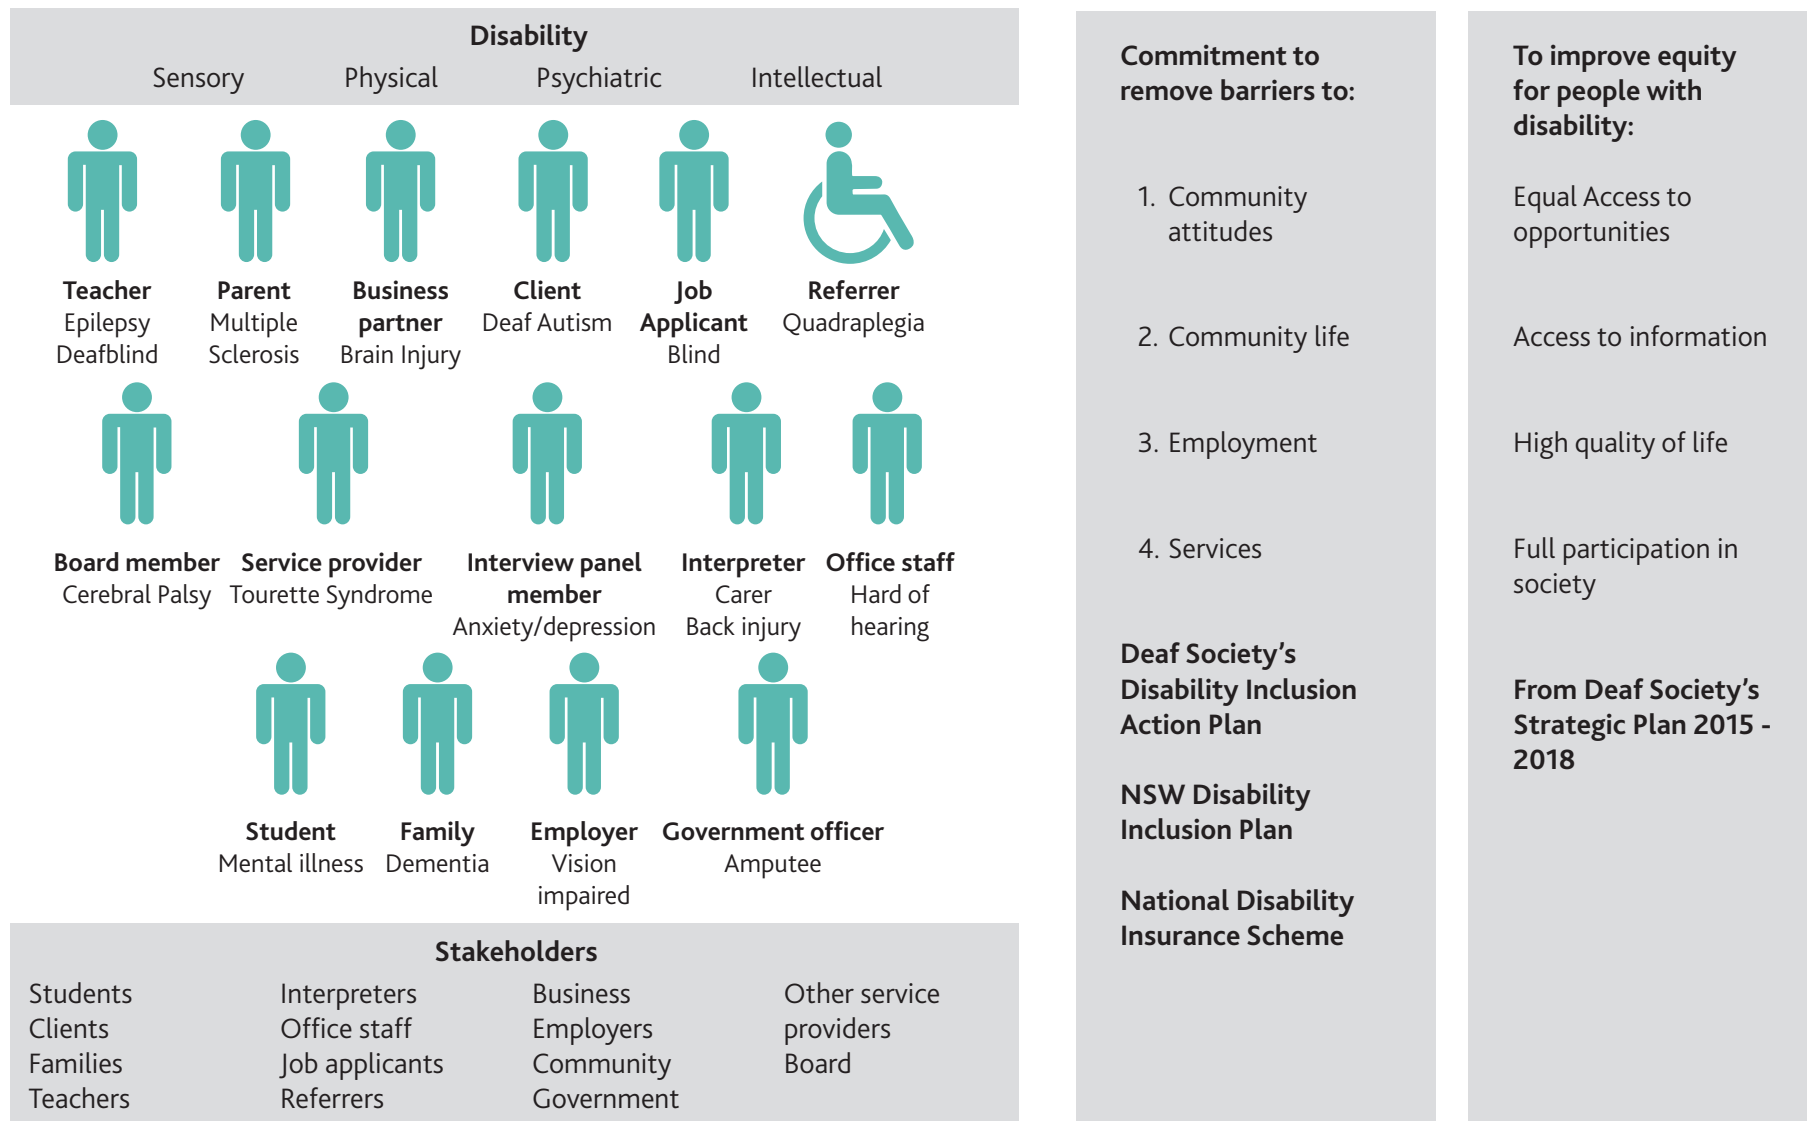 Disability
Sensory Physical Psychiatric Intellectual
Teacher
Epilepsy
Deafblind
Parent
Multiple
Sclerosis
Business
partner
Brain Injury
Client
Deaf Autism
Job
Applicant
Blind
Referrer
Quadraplegia
Board member
Cerebral Palsy
Service provider
Tourette Syndrome
Interview panel
member
Anxiety/depression
Interpreter
Carer
Back injury
Office staff
Hard of
hearing
Student
Mental illness
Family
Dementia
Employer
Vision
impaired
Government officer
Amputee
Stakeholders
Students
Clients
Families
Teachers
Interpreters
Office staff
Job applicants
Referrers
Business
Employers
Community
Government
Other service
providers
Board
Commitment to
remove barriers to:
1. Community
attitudes
2. Community life
3. Employment
4. Services
Deaf Society’s
Disability Inclusion
Action Plan
NSW Disability
Inclusion Plan
National Disability
Insurance Scheme
To improve equity
for people with
disability:
Equal Access to
opportunities
Access to information
High quality of life
Full participation in
society
From Deaf Society’s
Strategic Plan 2015 -
2018